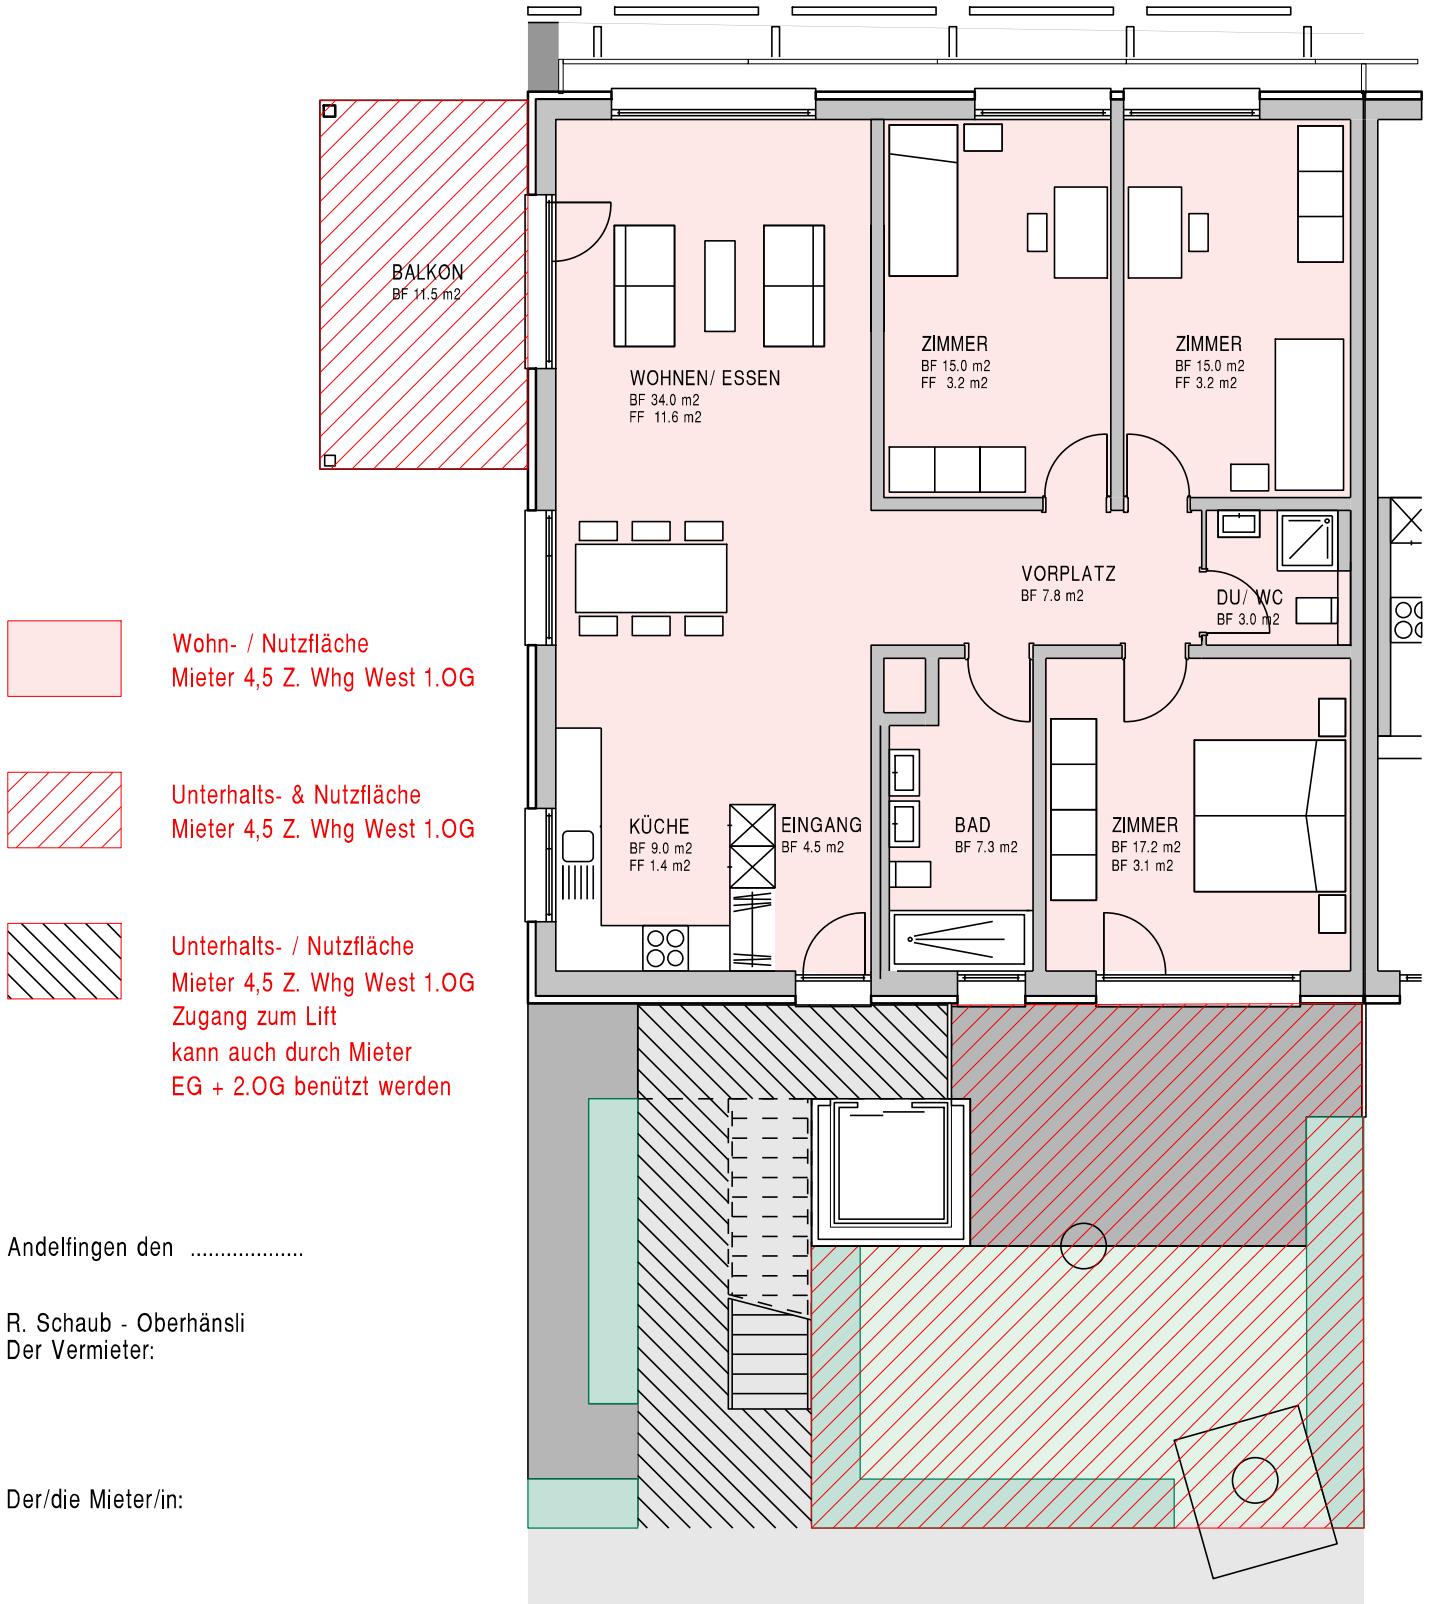 BALKON
BF 11.5 m2
WOHNEN/ ESSEN
BF 34.0 m2
FF 11.6 m2
ZIMMER
BF 15.0 m2
FF 3.2 m2
ZIMMER
BF 15.0 m2
FF 3.2 m2
VORPLATZ
BF 7.8 m2
DU/ WC
BF 3.0 m2
KÜCHE
BF 9.0 m2
FF 1.4 m2
EINGANG
BF 4.5 m2
BAD
BF 7.3 m2
ZIMMER
BF 17.2 m2
BF 3.1 m2
Wohn- / Nutzfläche
Mieter 4,5 Z. Whg West 1.OG
Unterhalts- & Nutzfläche
Mieter 4,5 Z. Whg West 1.OG
Unterhalts- / Nutzfläche
Mieter 4,5 Z. Whg West 1.OG
Zugang zum Lift
kann auch durch Mieter
EG + 2.OG benützt werden
Andelfingen den ...................
R. Schaub - Oberhänsli
Der Vermieter:
Der/die Mieter/in: